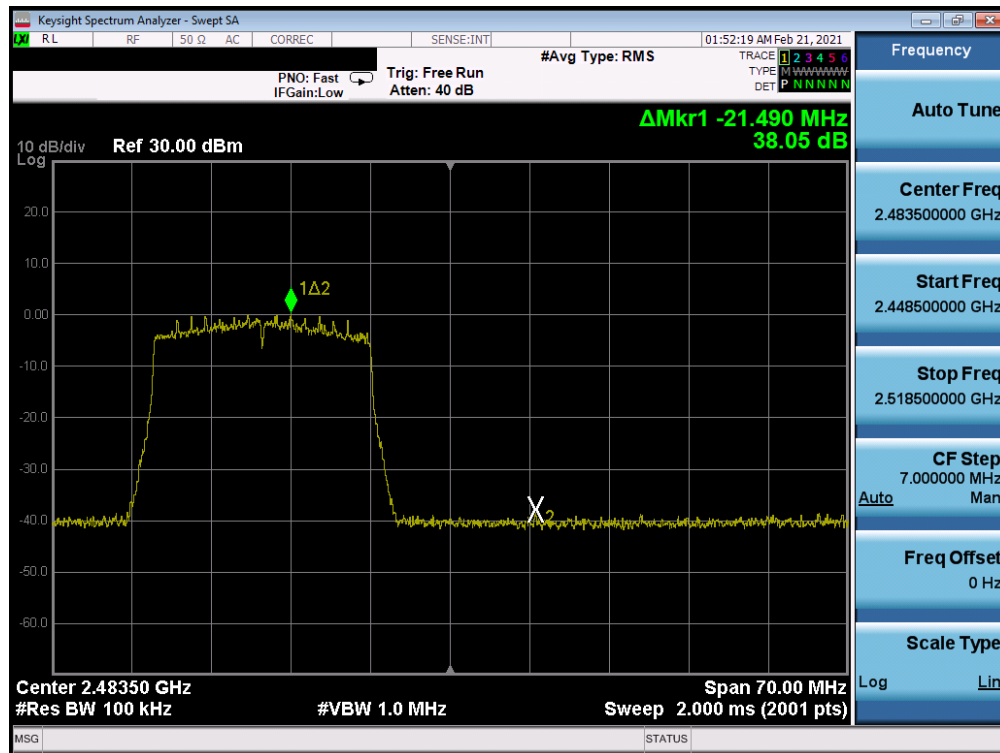 Keysight Spectrum Analyzer - Swept SA
LXI RL RF 50 Ω AC CORREC SENSE:INT 01:52:19 AM Feb 21, 2021
Frequency
#Avg Type: RMS
TRACE 1 2 3 4 5 6
PNO: Fast Trig: Free Run
TYPE M WWWWW
IFGain:Low Atten: 40 dB
DET P N N N N N
Auto Tune
ΔMkr1 -21.490 MHz
38.05 dB
10 dB/div Ref 30.00 dBm
Log
Center Freq
2.483500000 GHz
20.0
10.0
Start Freq
2.448500000 GHz
1Δ2
0.00
-10.0
Stop Freq
2.518500000 GHz
-20.0
-30.0
CF Step
7.000000 MHz
Auto Man
-40.0
X2
-50.0
Freq Offset
0 Hz
-60.0
Scale Type
Log Lin
Center 2.48350 GHz Span 70.00 MHz
#Res BW 100 kHz #VBW 1.0 MHz Sweep 2.000 ms (2001 pts)
MSG STATUS